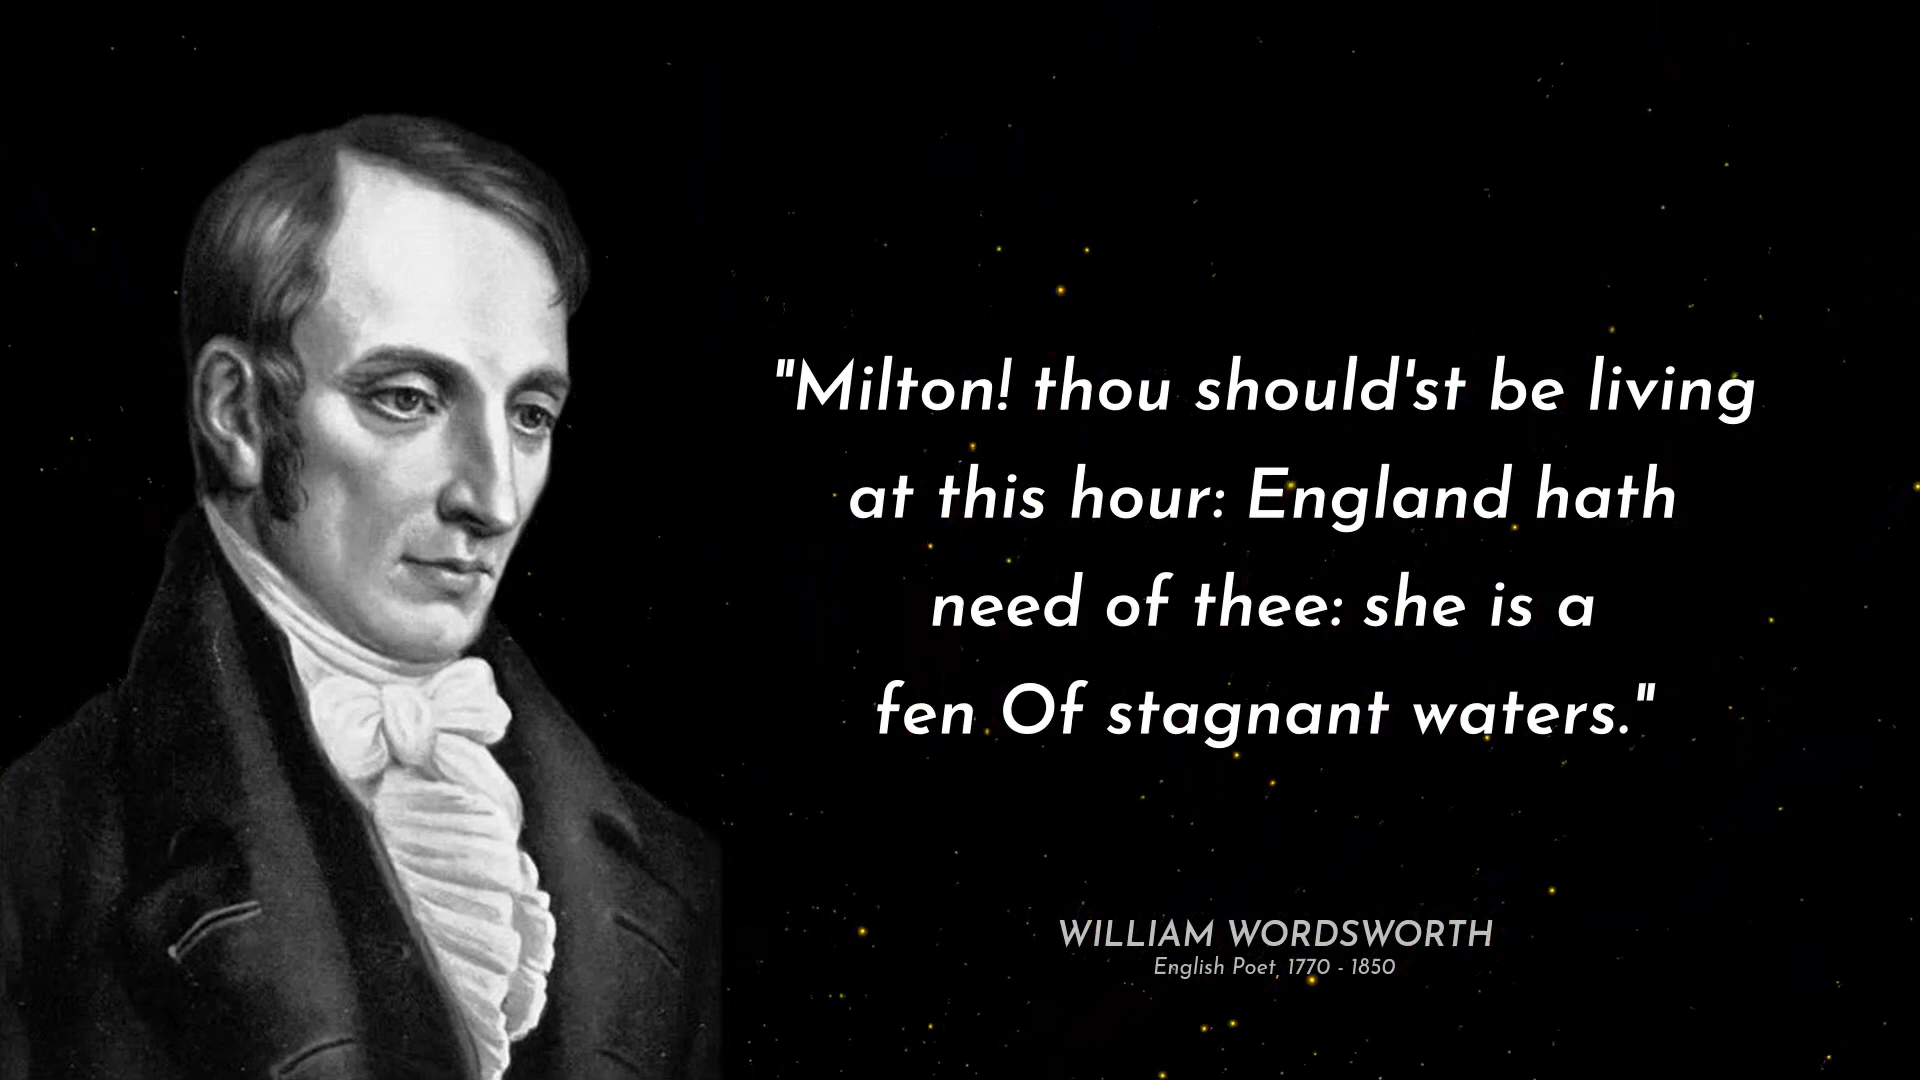 "Milton! thou should'st be living
at this hour: England hath
need of thee: she is a
fen Of stagnant waters."
WILLIAM WORDSWORTH
English Poet, 1770 - 1850